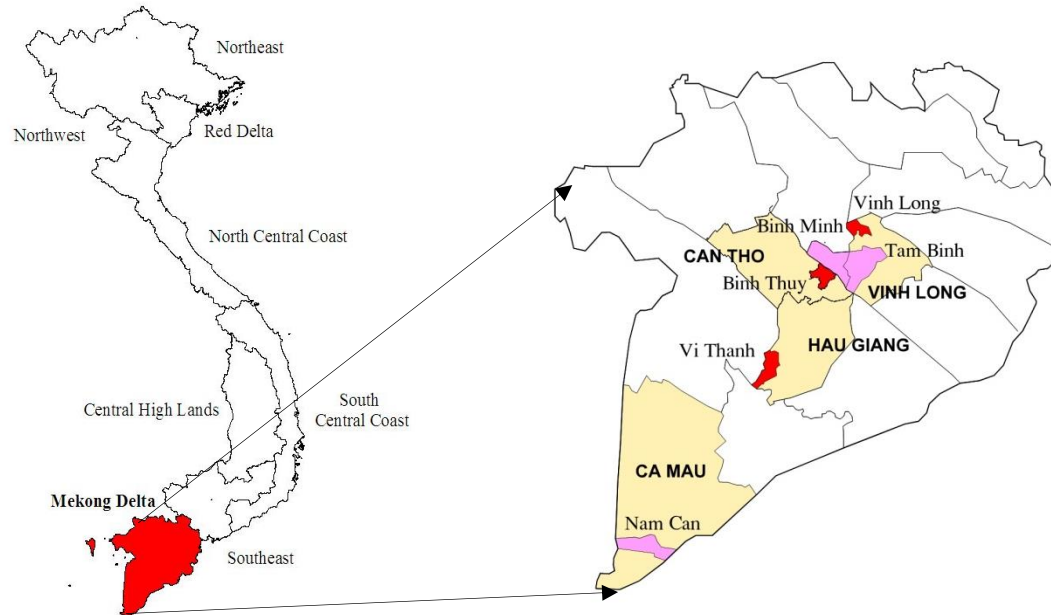 Northeast
Northwest
Red Delta
North Central Coast
Central High Lands
South
Central Coast
Mekong Delta
Southeast
Vinh Long
Binh Minh
Tam Binh
CAN THO
Binh Thuy
VINH LONG
HAU GIANG
Vi Thanh
CA MAU
Nam Can